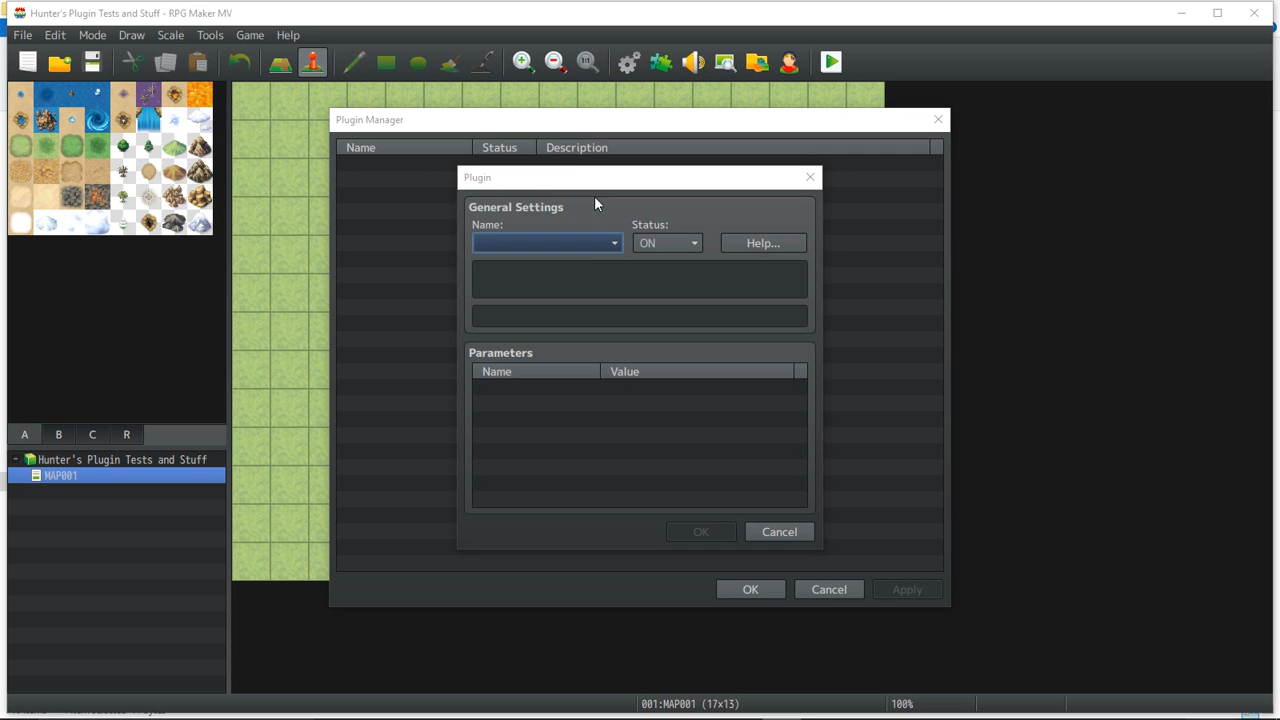 Hunter's Plugin Tests and Stuff - RPG Maker MV
File Edit Mode Draw Scale Tools Game Help
Plugin Manager
Name Status Description
Plugin
General Settings
Name: Status:
ON Help...
Parameters
Name Value
OK Cancel
OK Cancel Apply
A B C R
Hunter's Plugin Tests and Stuff
MAP001
001:MAP001 (17x13) 100%